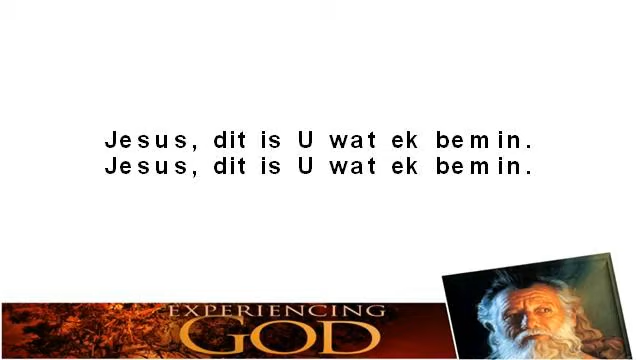 Jesus, dit is U wat ek bemin.
Jesus, dit is U wat ek bemin.
EXPERIENCING
GOD